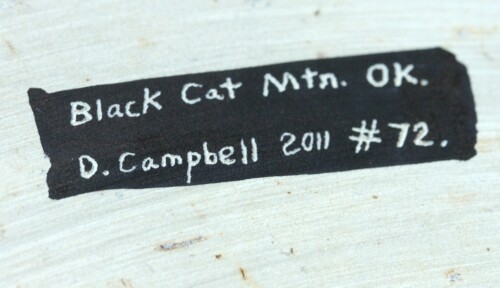 Black Cat Mtn. OK.
D. Campbell 2011 #72.